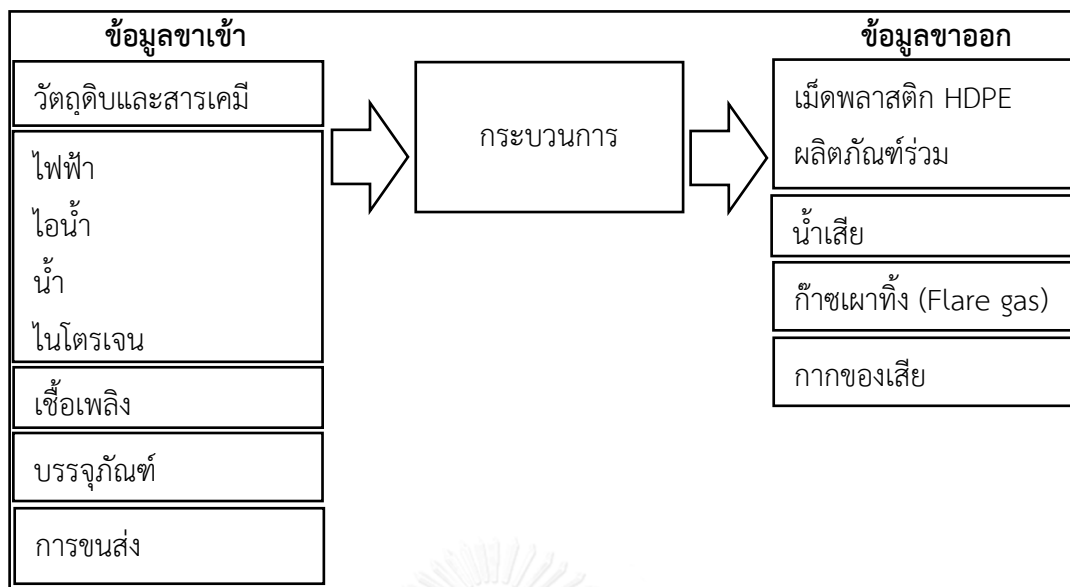 ข้อมูลขาเข้า
วัตถุดิบและสารเคมี
ไฟฟ้า
ไอน้ำ
น้ำ
ไนโตรเจน
เชื้อเพลิง
บรรจุภัณฑ์
การขนส่ง
กระบวนการ
ข้อมูลขาออก
เม็ดพลาสติก HDPE
ผลิตภัณฑ์ร่วม
น้ำเสีย
ก๊าซเผาทิ้ง (Flare gas)
กากของเสีย